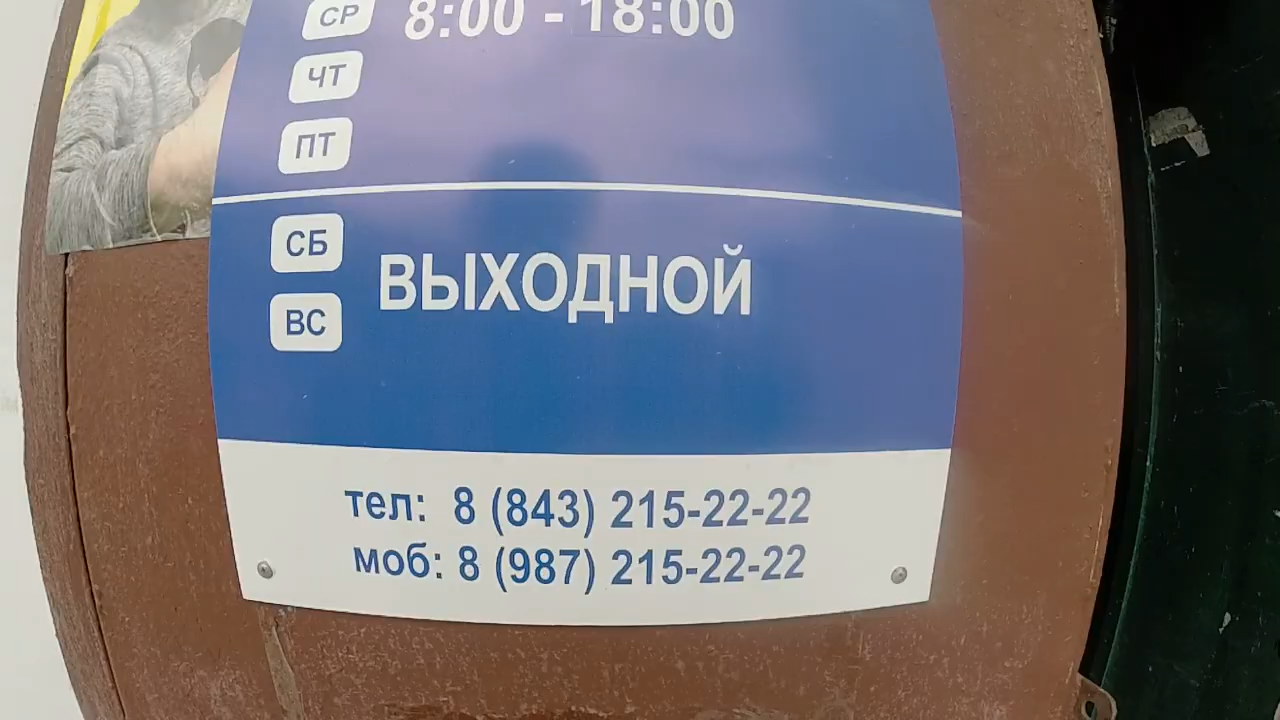 СР 8:00 - 18:00
ЧТ
ПТ
СБ
ВЫХОДНОЙ
ВС
тел: 8 (843) 215-22-22
моб: 8 (987) 215-22-22